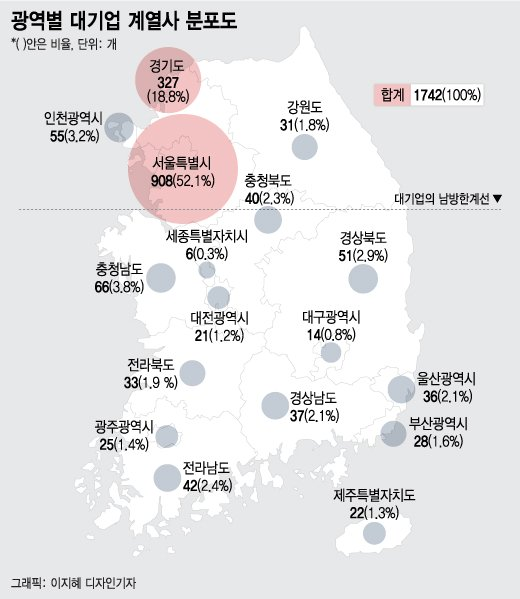 광역별 대기업 계열사 분포도
*( )안은 비율, 단위: 개
경기도
327
(18.8%)
합계 1742(100%)
인천광역시
55(3.2%)
강원도
31(1.8%)
서울특별시
908(52.1%)
충청북도
40(2.3%)
대기업의 남방한계선 ▼
세종특별자치시
6(0.3%)
경상북도
51(2.9%)
충청남도
66(3.8%)
대전광역시
21(1.2%)
대구광역시
14(0.8%)
전라북도
33(1.9 %)
울산광역시
36(2.1%)
경상남도
37(2.1%)
광주광역시
25(1.4%)
부산광역시
28(1.6%)
전라남도
42(2.4%)
제주특별자치도
22(1.3%)
그래픽: 이지혜 디자인기자